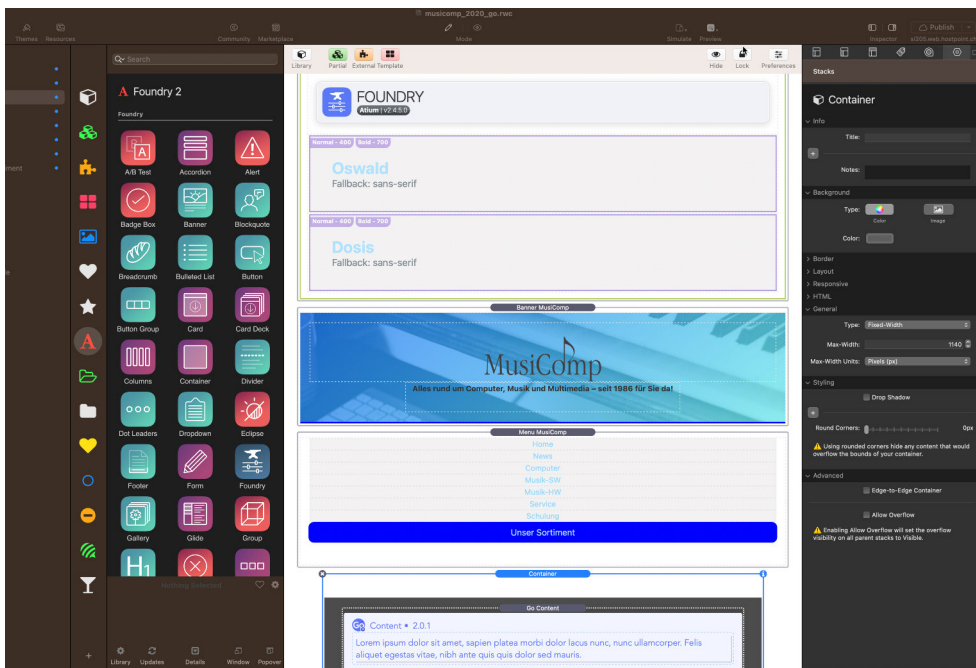 musicomp_2020_go.rwc
Themes
Resources
Community
Marketplace
Mode
Simulate
Preview
Inspector
Publish
Search
Library
Partial
External
Template
Hide
Lock
Preferences
A Foundry 2
Foundry
A/B Test
Accordion
Alert
Badge Box
Banner
Blockquote
Breadcrumb
Bulleted List
Button
Button Group
Card
Card Deck
Columns
Container
Divider
Dot Leaders
Dropdown
Eclipse
Footer
Form
Foundry
Gallery
Glide
Group
H1
Nothing Selected
Library
Updates
Details
Window
Popover
FOUNDRY
Atium | v2.4.5.0
Normal - 400
Bold - 700
Oswald
Fallback: sans-serif
Normal - 400
Bold - 700
Dosis
Fallback: sans-serif
Banner MusiComp
MusiComp
Alles rund um Computer, Musik und Multimedia – seit 1986 für Sie da!
Menu MusiComp
Home
News
Computer
Musik-SW
Musik-HW
Service
Schulung
Unser Sortiment
Container
Go Content
Go Content • 2.0.1
Lorem ipsum dolor sit amet, sapien platea morbi dolor lacus nunc, nunc ullamcorper. Felis
aliquet egestas vitae, nibh ante quis quis dolor sed mauris.
Stacks
Container
Info
Title:
Notes:
Background
Type:
Color
Image
Color:
Border
Layout
Responsive
HTML
General
Type: Fixed-Width
Max-Width: 1140
Max-Width Units: Pixels (px)
Styling
Drop Shadow
Round Corners: 0px
Using rounded corners hide any content that would
overflow the bounds of your container.
Advanced
Edge-to-Edge Container
Allow Overflow
Enabling Allow Overflow will set the overflow
visibility on all parent stacks to Visible.